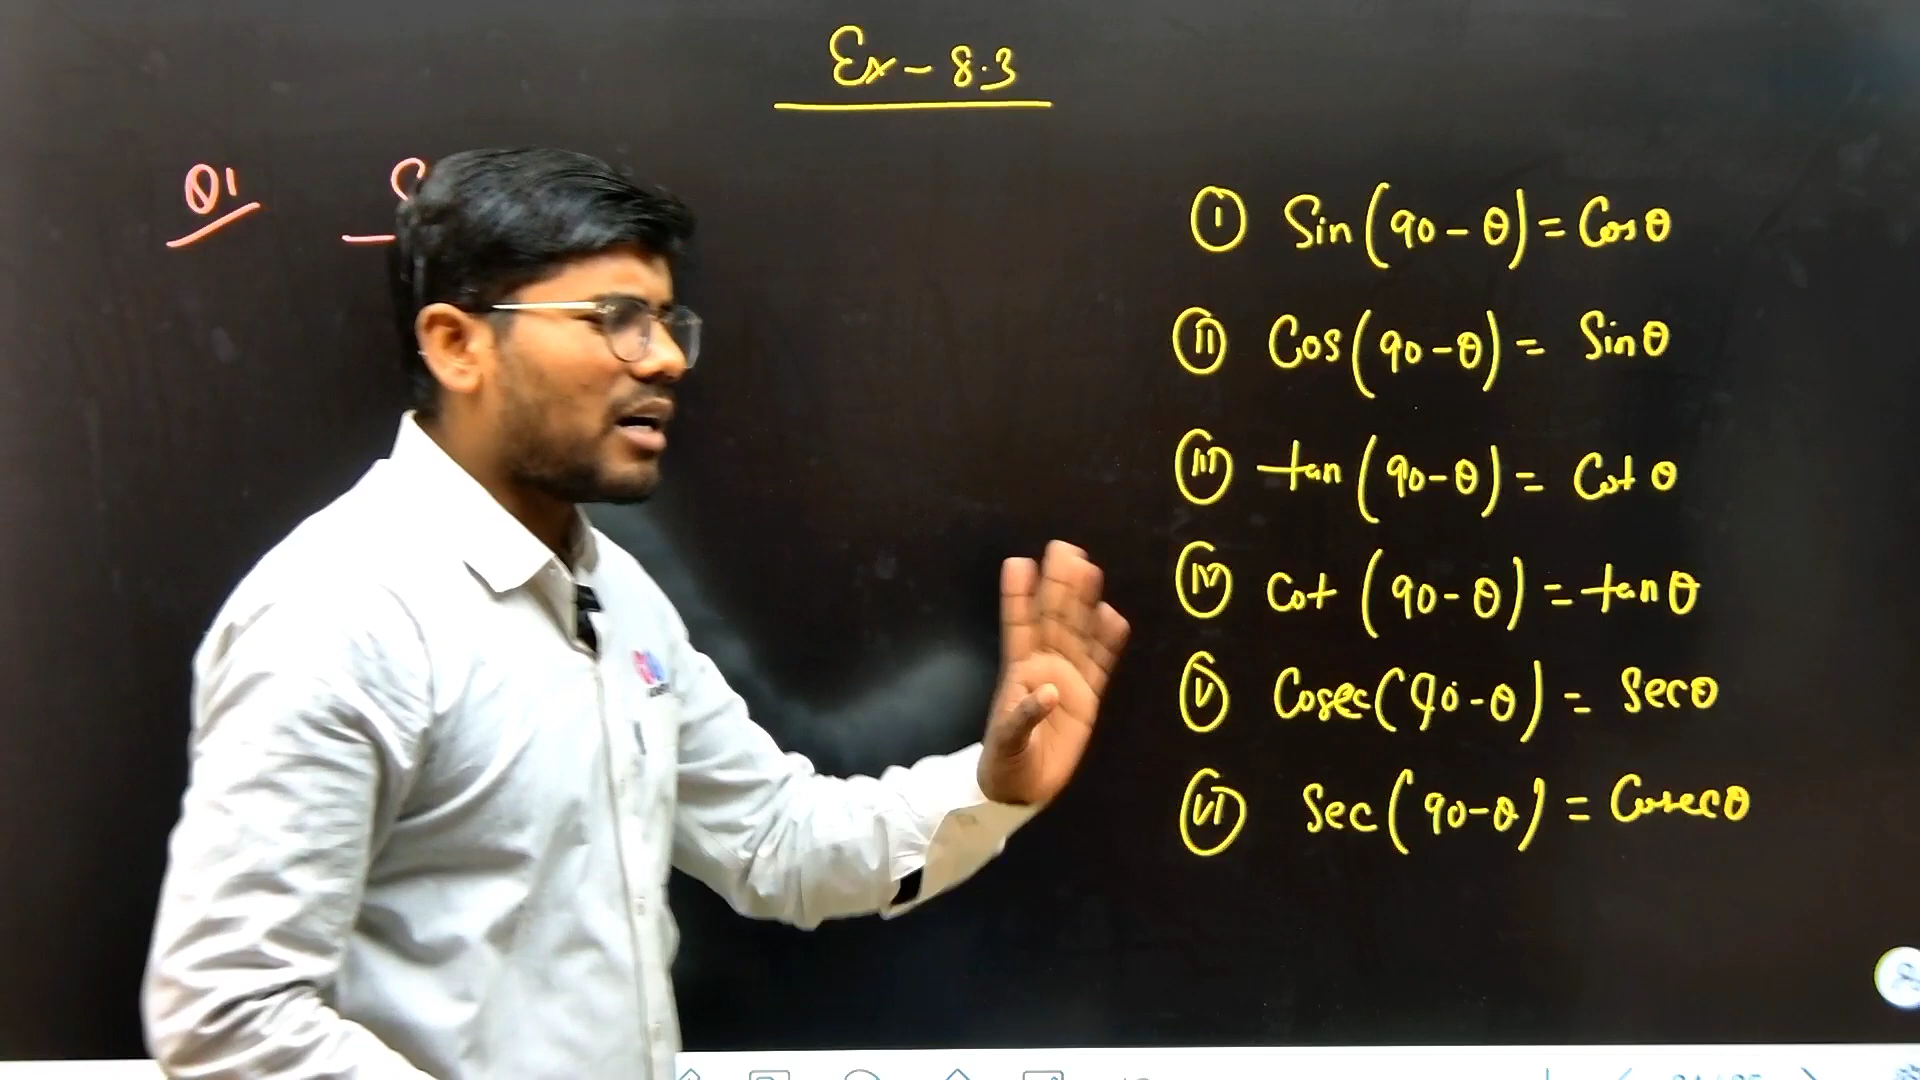 Ex - 8.3
Q1
(i) Sin(90 - θ) = Cosθ
(ii) Cos(90 - θ) = Sinθ
(iii) tan(90 - θ) = Cot θ
(iv) Cot (90 - θ) = tanθ
(v) Cosec(90 - θ) = Secθ
(vi) Sec(90 - θ) = Cosecθ